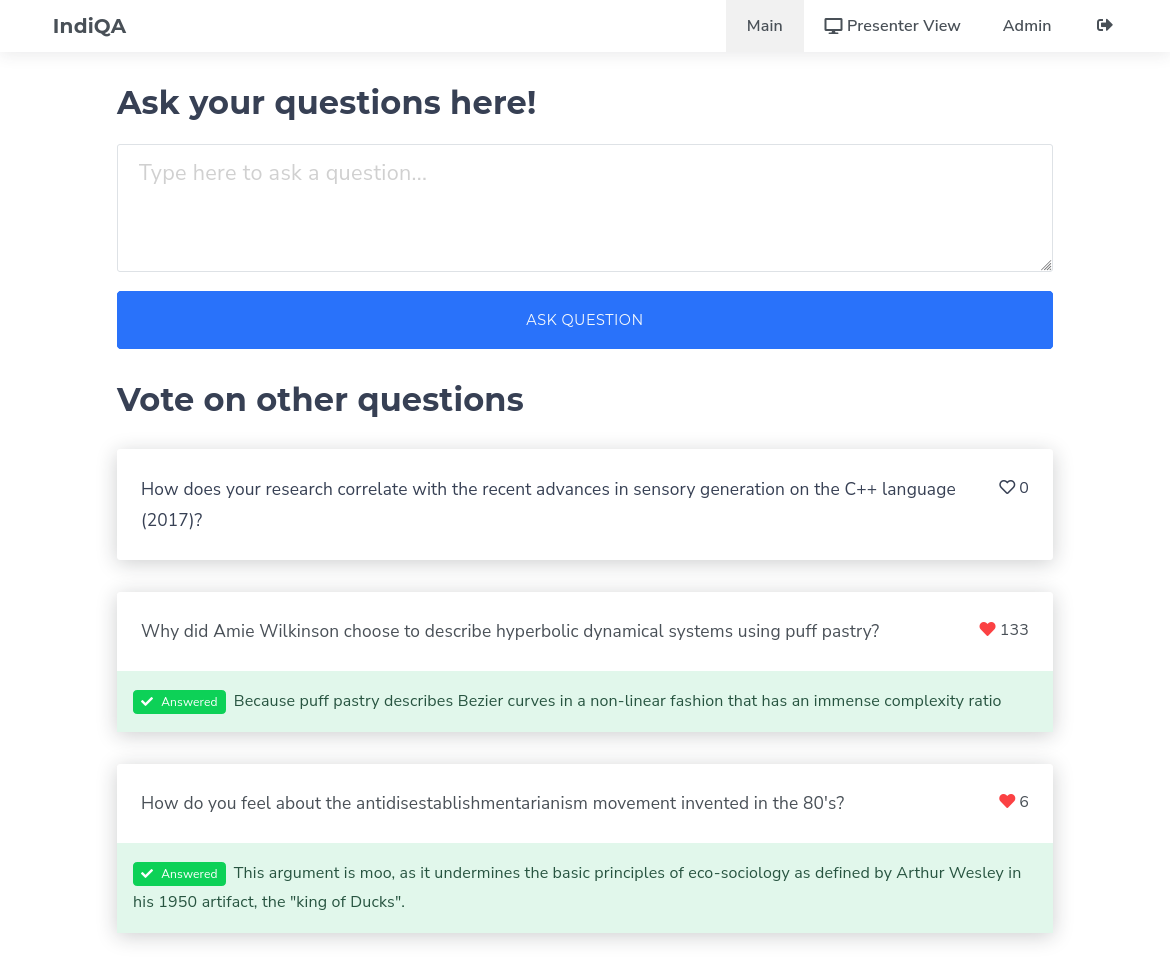 IndiQA
Main
Presenter View
Admin
Ask your questions here!
Type here to ask a question...
ASK QUESTION
Vote on other questions
How does your research correlate with the recent advances in sensory generation on the C++ language
(2017)?
0
Why did Amie Wilkinson choose to describe hyperbolic dynamical systems using puff pastry?
133
Answered Because puff pastry describes Bezier curves in a non-linear fashion that has an immense complexity ratio
How do you feel about the antidisestablishmentarianism movement invented in the 80's?
6
Answered This argument is moo, as it undermines the basic principles of eco-sociology as defined by Arthur Wesley in
his 1950 artifact, the "king of Ducks".